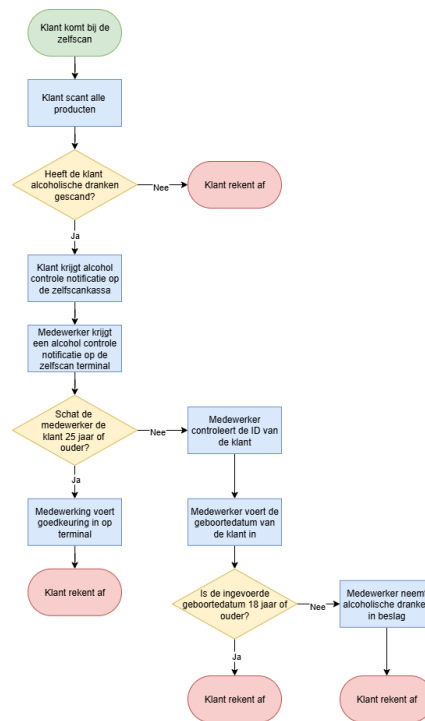 Klant komt bij de
zelfscan
Klant scant alle
producten
Heeft de klant
alcoholische dranken
gescand?
Nee
Klant rekent af
Ja
Klant krijgt alcohol
controle notificatie op
de zelfscankassa
Medewerker krijgt
een alcohol controle
notificatie op de
zelfscan terminal
Schat de
medewerker de
klant 25 jaar of
ouder?
Nee
Medewerker
controleert de ID van
de klant
Ja
Medewerking voert
goedkeuring in op
terminal
Medewerker voert de
geboortedatum van
de klant in
Klant rekent af
Is de ingevoerde
geboortedatum 18 jaar of
ouder?
Nee
Medewerker neemt
alcoholische dranken
in beslag
Ja
Klant rekent af
Klant rekent af